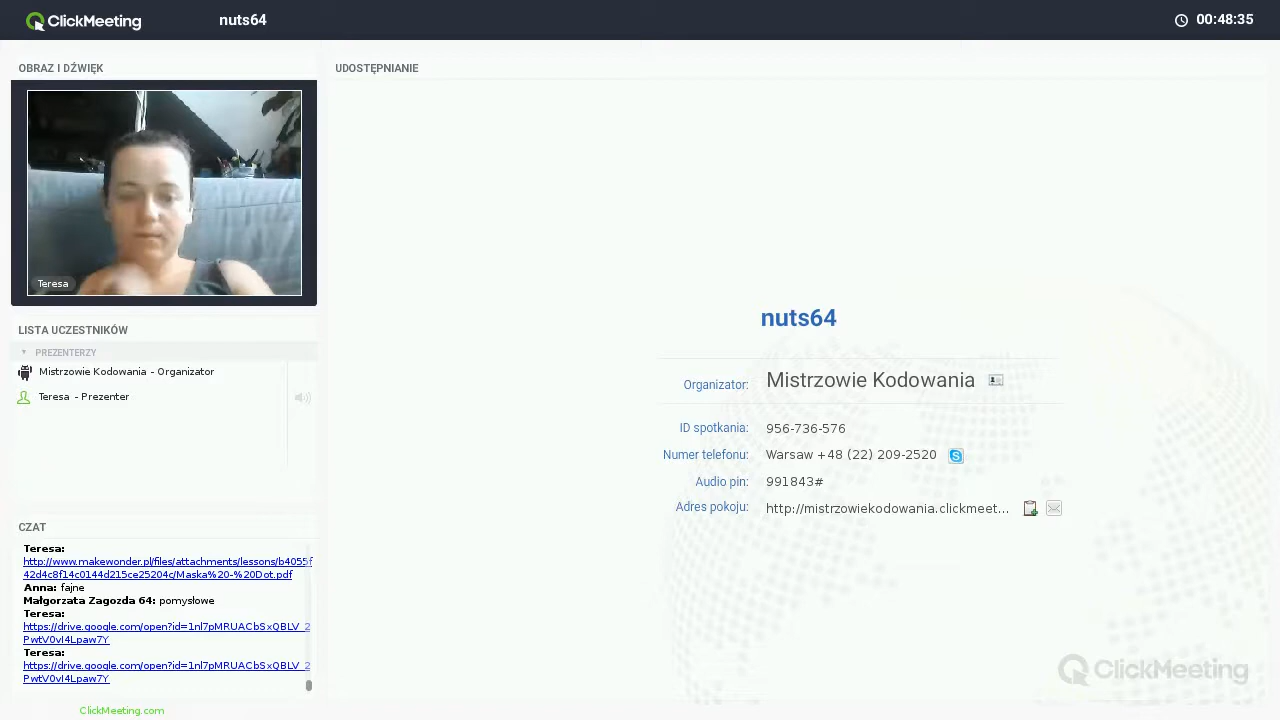 ClickMeeting
nuts64
00:48:35
OBRAZ I DŹWIĘK
UDOSTĘPNIANIE
Teresa
LISTA UCZESTNIKÓW
PREZENTERZY
Mistrzowie Kodowania - Organizator
Teresa - Prezenter
nuts64
Organizator: Mistrzowie Kodowania
ID spotkania: 956-736-576
Numer telefonu: Warsaw +48 (22) 209-2520
Audio pin: 991843#
Adres pokoju: http://mistrzowiekodowania.clickmeet...
CZAT
Teresa:
http://www.makewonder.pl/files/attachments/lessons/b4055f
42d4c8f14c0144d215ce25204c/Maska%20-%20Dot.pdf
Anna: fajne
Małgorzata Zagozda 64: pomysłowe
Teresa:
https://drive.google.com/open?id=1nl7pMRUACbSxQBLV_2
PwtV0vI4Lpaw7Y
Teresa:
https://drive.google.com/open?id=1nl7pMRUACbSxQBLV_2
PwtV0vI4Lpaw7Y
ClickMeeting
ClickMeeting.com